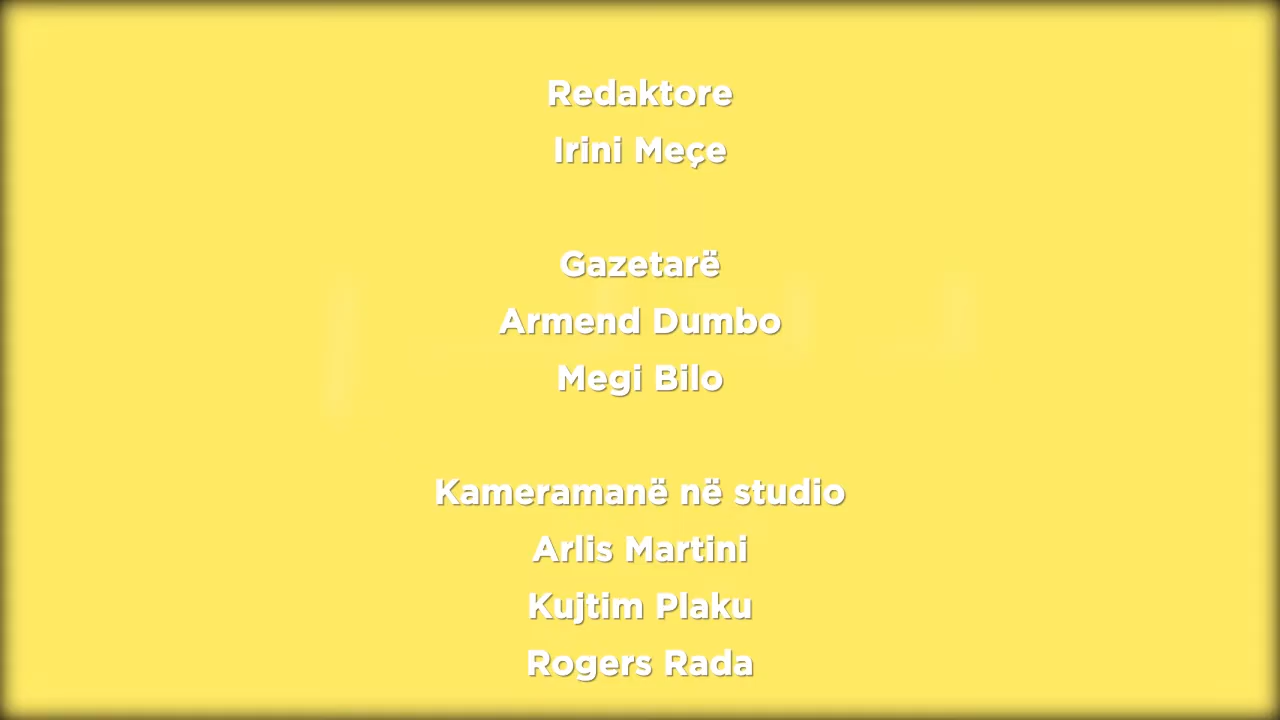 Redaktore
Irini Meçe
Gazetarë
Armend Dumbo
Megi Bilo
Kameramanë në studio
Arlis Martini
Kujtim Plaku
Rogers Rada